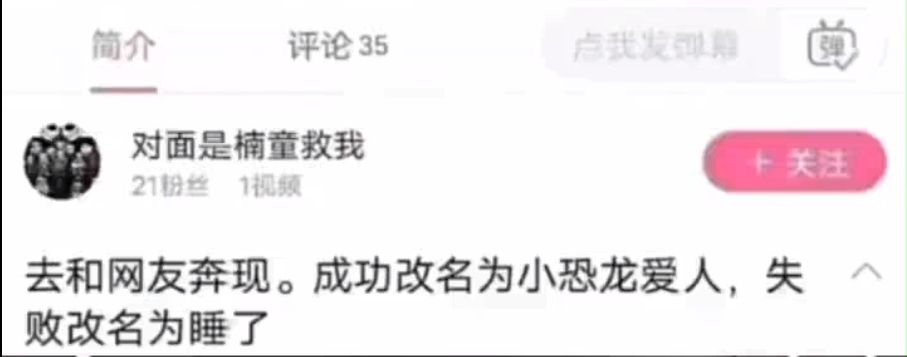 简介
评论 35
点我发弹幕
弹
对面是楠童救我
21粉丝 1视频
+ 关注
去和网友奔现。成功改名为小恐龙爱人，失
败改名为睡了